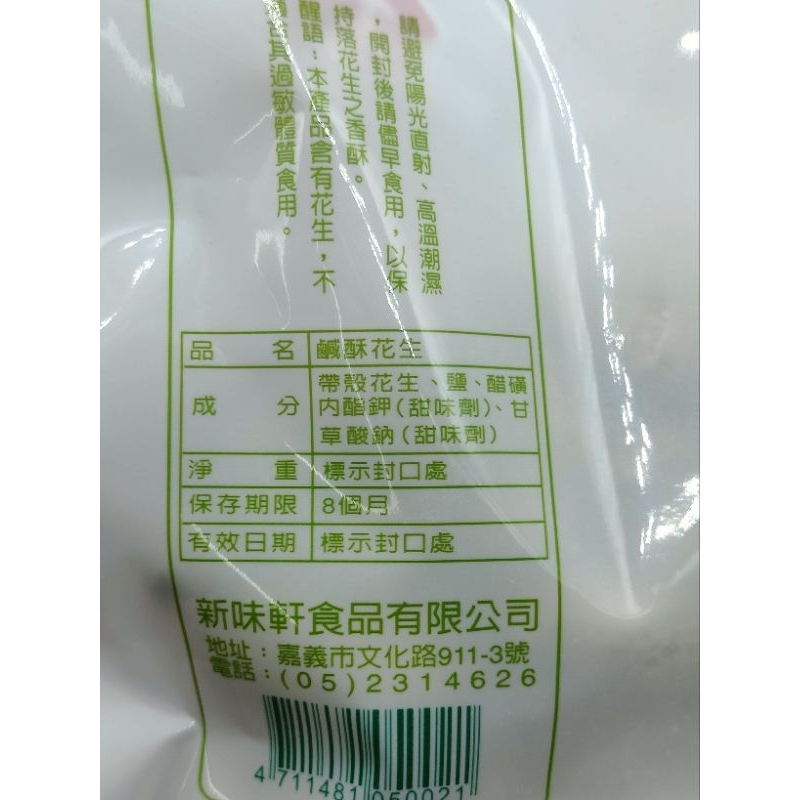 請避免陽光直射、高溫潮濕
，開封後請儘早食用，以保
持落花生之香酥。
醒語：本產品含有花生，不
其過敏體質食用。
品名 鹹酥花生
成分 帶殼花生、鹽、醋磺
內酯鉀(甜味劑)、甘
草酸鈉(甜味劑)
淨重 標示封口處
保存期限 8個月
有效日期 標示封口處
新味軒食品有限公司
地址：嘉義市文化路911-3號
電話：(05)2314626
4 711481 050021